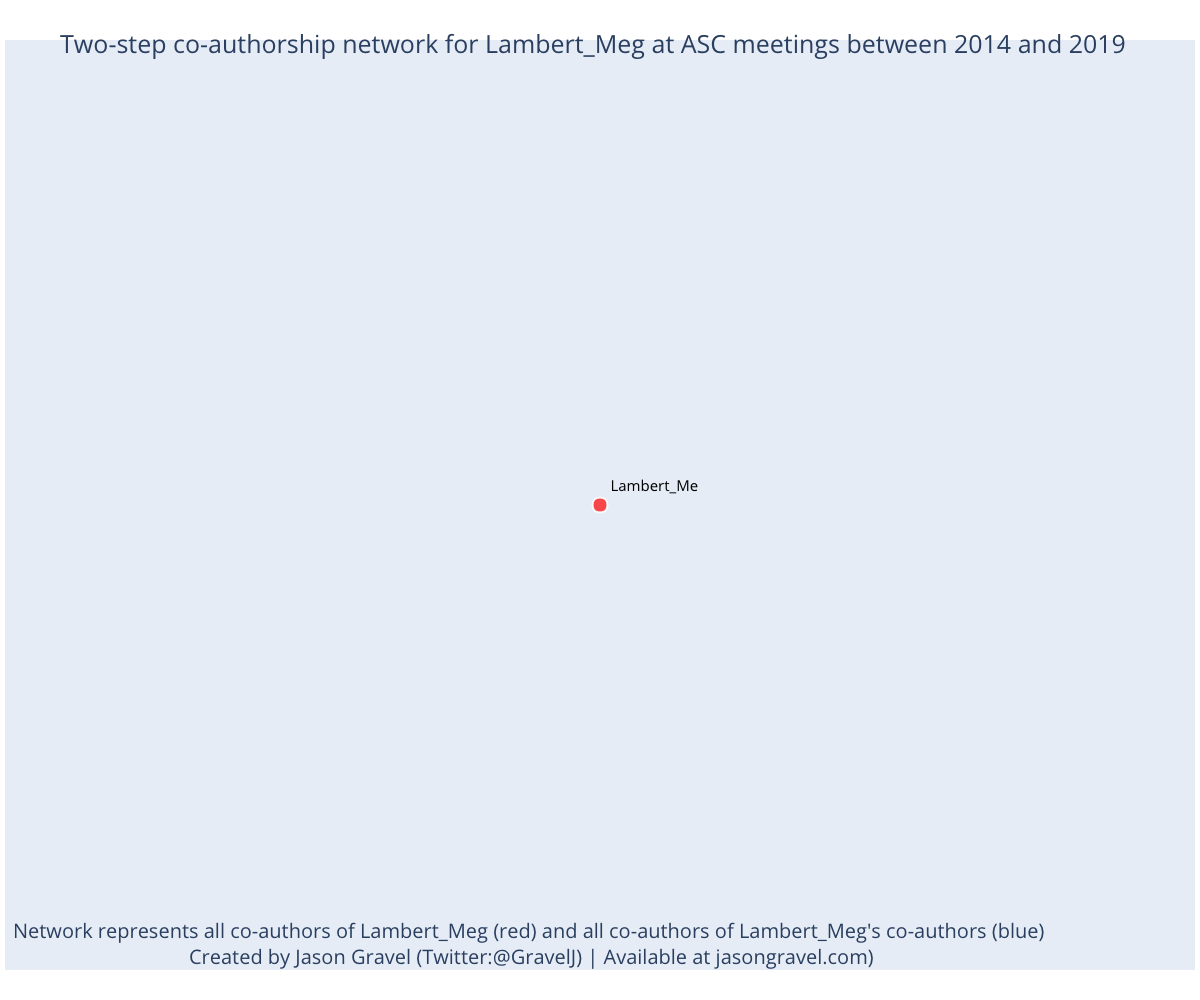 Two-step co-authorship network for Lambert_Meg at ASC meetings between 2014 and 2019
Lambert_Me
Network represents all co-authors of Lambert_Meg (red) and all co-authors of Lambert_Meg's co-authors (blue)
Created by Jason Gravel (Twitter:@GravelJ) | Available at jasongravel.com)